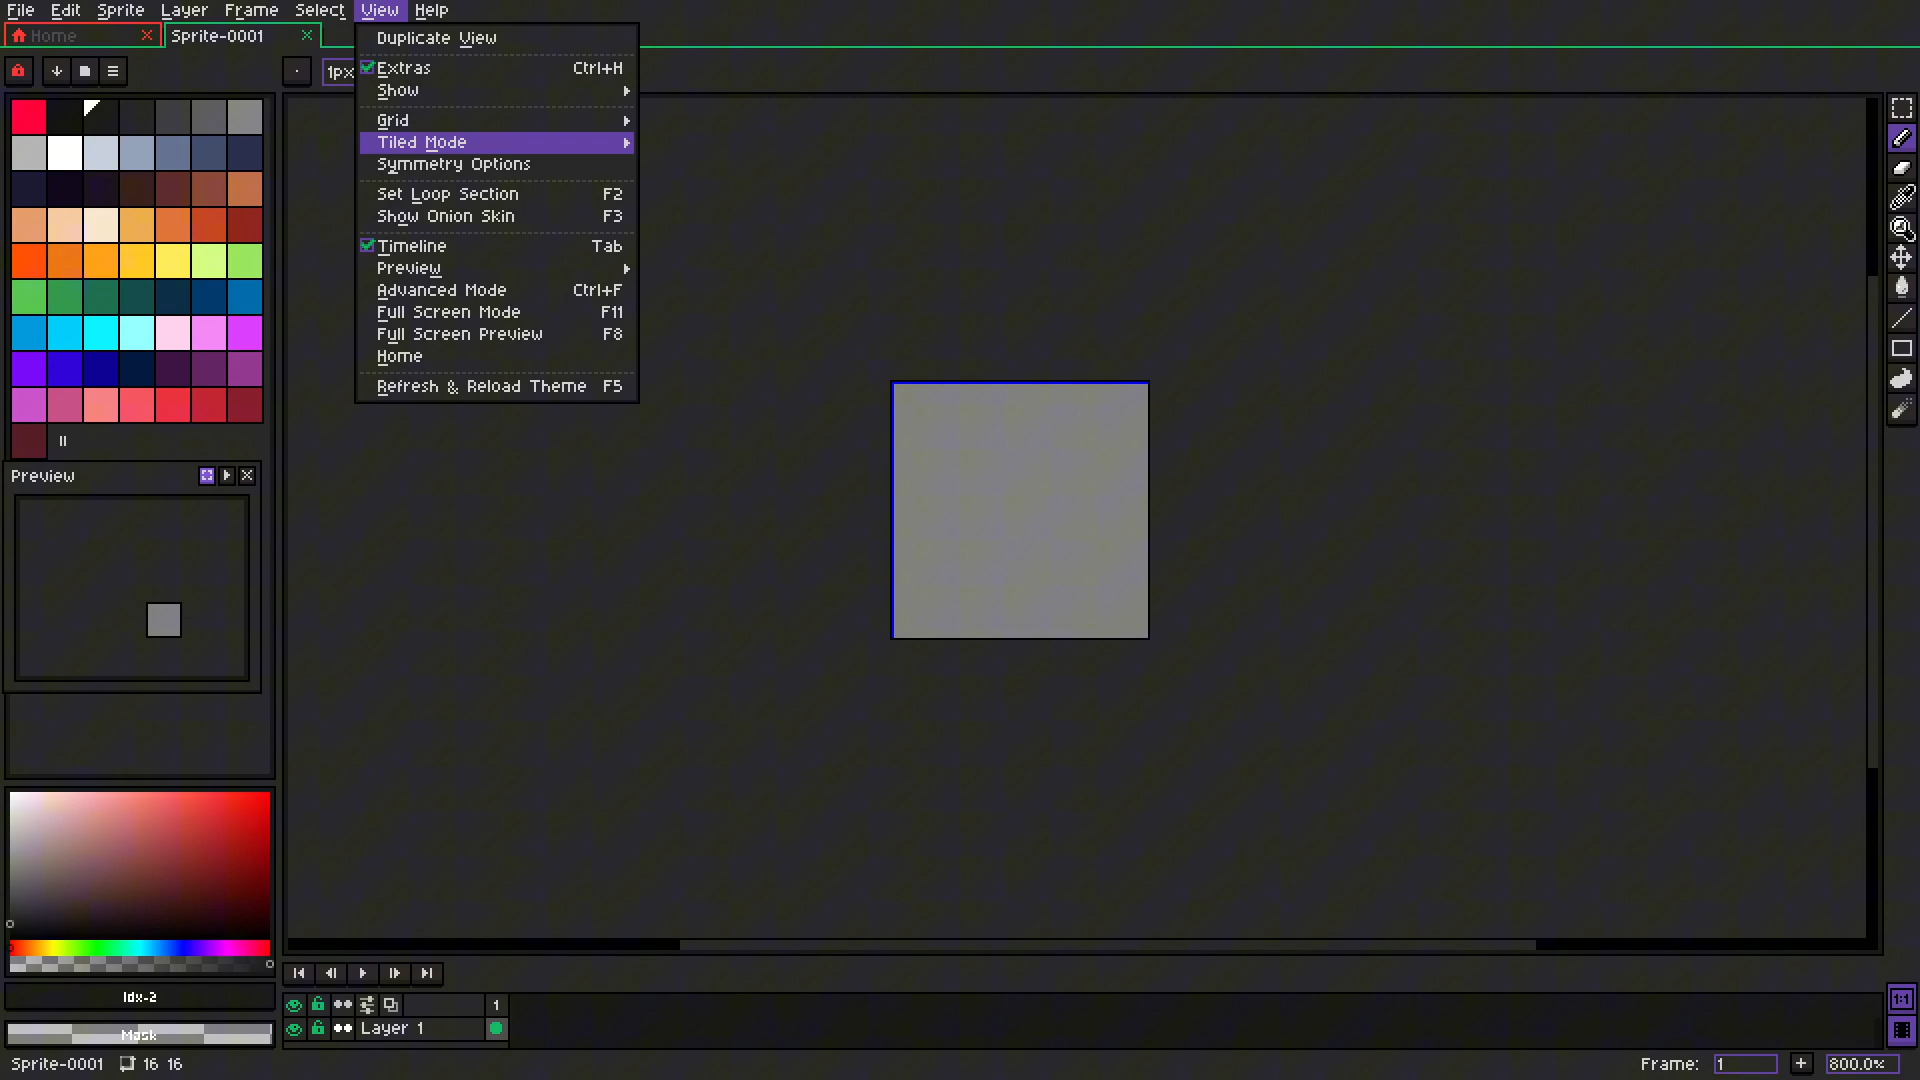 File Edit Sprite Layer Frame Select View Help
Home Sprite-0001
1px
Duplicate View
Extras Ctrl+H
Show
Grid
Tiled Mode
Symmetry Options
Set Loop Section F2
Show Onion Skin F3
Timeline Tab
Preview
Advanced Mode Ctrl+F
Full Screen Mode F11
Full Screen Preview F8
Home
Refresh & Reload Theme F5
Preview
Idx-2
Mask
1
Layer 1
1:1
Sprite-0001 16 16
Frame: 1 + 800.0%